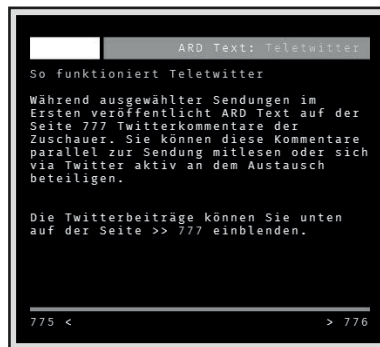 ARD Text: Teletwitter
So funktioniert Teletwitter
Während ausgewählter Sendungen im
Ersten veröffentlicht ARD Text auf der
Seite 777 Twitterkommentare der
Zuschauer. Sie können diese Kommentare
parallel zur Sendung mitlesen oder sich
via Twitter aktiv an dem Austausch
beteiligen.
Die Twitterbeiträge können Sie unten
auf der Seite >> 777 einblenden.
775 < > 776